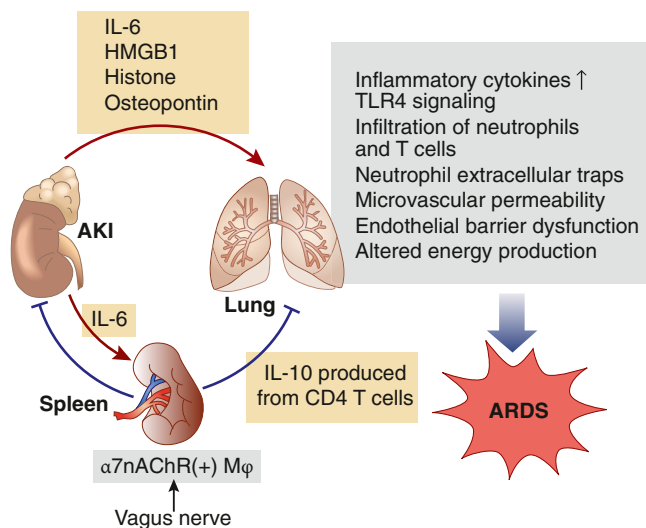 IL-6
HMGB1
Histone
Osteopontin
Inflammatory cytokines ↑
TLR4 signaling
Infiltration of neutrophils
and T cells
Neutrophil extracellular traps
Microvascular permeability
Endothelial barrier dysfunction
Altered energy production
AKI
Lung
IL-6
Spleen
IL-10 produced
from CD4 T cells
ARDS
α7nAChR(+) Mφ
Vagus nerve